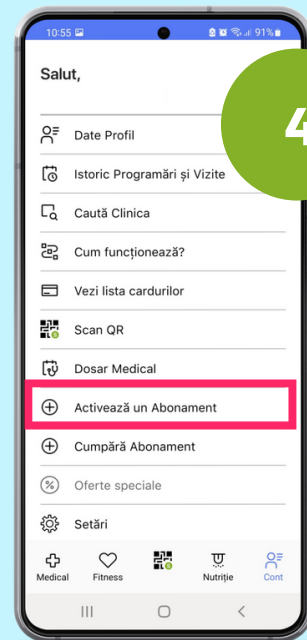 10:55 91%
4
Salut,
Date Profil
Istoric Programări și Vizite
Caută Clinica
Cum funcționează?
Vezi lista cardurilor
Scan QR
Dosar Medical
Activează un Abonament
Cumpără Abonament
Oferte speciale
Setări
Medical Fitness Nutriție Cont